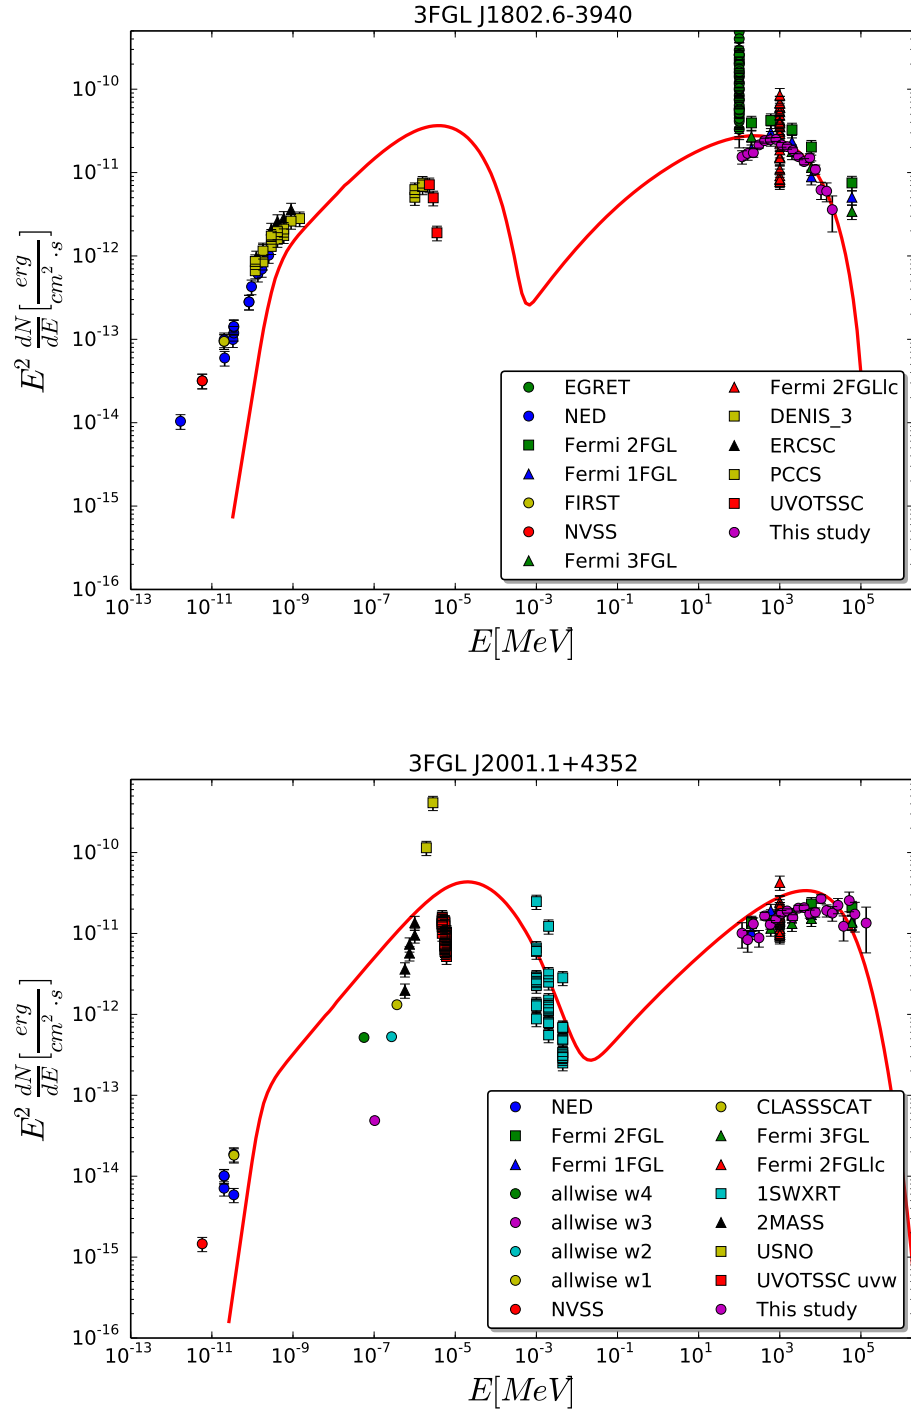 3FGL J1802.6-3940
10^-10
10^-11
10^-12
10^-13
10^-14
10^-15
10^-16
E^2 dN/dE [erg/cm^2·s]
EGRET
NED
Fermi 2FGL
Fermi 1FGL
FIRST
NVSS
Fermi 3FGL
Fermi 2FGLlc
DENIS_3
ERCSC
PCCS
UVOTSSC
This study
10^-13 10^-11 10^-9 10^-7 10^-5 10^-3 10^-1 10^1 10^3 10^5
E[MeV]
3FGL J2001.1+4352
10^-10
10^-11
10^-12
10^-13
10^-14
10^-15
10^-16
E^2 dN/dE [erg/cm^2·s]
NED
Fermi 2FGL
Fermi 1FGL
allwise w4
allwise w3
allwise w2
allwise w1
NVSS
CLASSSCAT
Fermi 3FGL
Fermi 2FGLlc
1SWXRT
2MASS
USNO
UVOTSSC uvw
This study
10^-13 10^-11 10^-9 10^-7 10^-5 10^-3 10^-1 10^1 10^3 10^5
E[MeV]